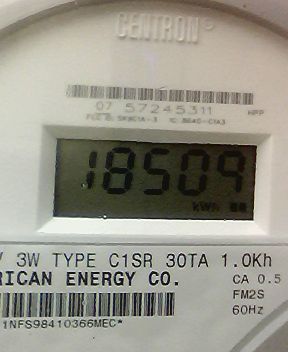 CENTRON®
07 57245311
18509
kWh
V 3W TYPE C1SR 30TA 1.0Kh
RICAN ENERGY CO. CA 0.5
FM2S
60Hz
1NFS98410366MEC*